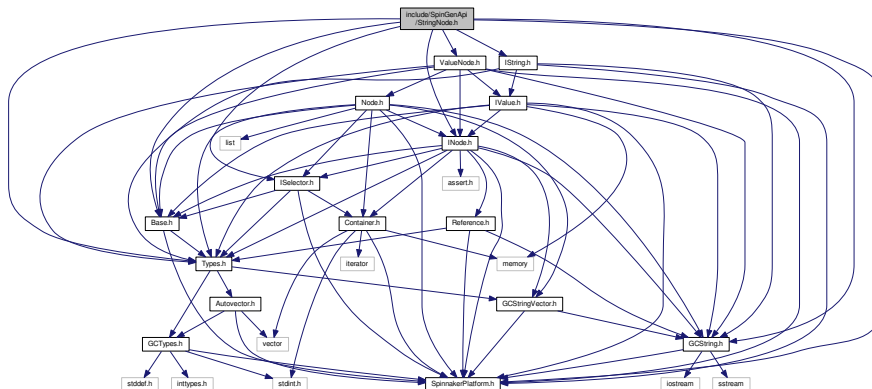 include/SpinGenApi
/StringNode.h
ValueNode.h
IString.h
Node.h
IValue.h
list
INode.h
ISelector.h
assert.h
Base.h
Container.h
Reference.h
Types.h
iterator
memory
Autovector.h
GCStringVector.h
GCTypes.h
vector
GCString.h
stddef.h
inttypes.h
stdint.h
SpinnakerPlatform.h
iostream
sstream